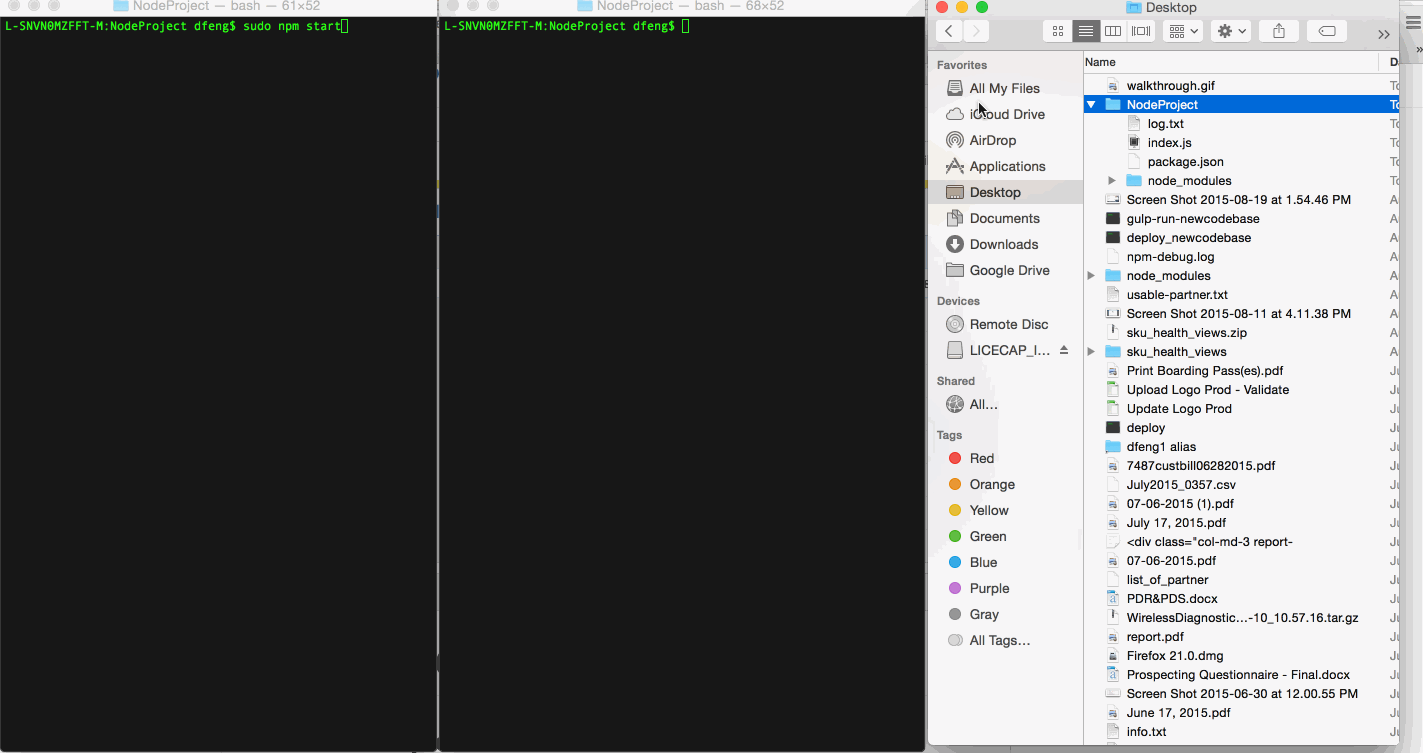 NodeProject — bash — 61×52
L-SNVN0MZFFT-M:NodeProject dfeng$ sudo npm start
NodeProject — bash — 68×52
L-SNVN0MZFFT-M:NodeProject dfeng$
Desktop
Favorites
All My Files
iCloud Drive
AirDrop
Applications
Desktop
Documents
Downloads
Google Drive
Devices
Remote Disc
LICECAP_I...
Shared
All...
Tags
Red
Orange
Yellow
Green
Blue
Purple
Gray
All Tags...
Name
walkthrough.gif
NodeProject
log.txt
index.js
package.json
node_modules
Screen Shot 2015-08-19 at 1.54.46 PM
gulp-run-newcodebase
deploy_newcodebase
npm-debug.log
node_modules
usable-partner.txt
Screen Shot 2015-08-11 at 4.11.38 PM
sku_health_views.zip
sku_health_views
Print Boarding Pass(es).pdf
Upload Logo Prod - Validate
Update Logo Prod
deploy
dfeng1 alias
7487custbill06282015.pdf
July2015_0357.csv
07-06-2015 (1).pdf
July 17, 2015.pdf
<div class="col-md-3 report-
07-06-2015.pdf
list_of_partner
PDR&PDS.docx
WirelessDiagnostic...-10_10.57.16.tar.gz
report.pdf
Firefox 21.0.dmg
Prospecting Questionnaire - Final.docx
Screen Shot 2015-06-30 at 12.00.55 PM
June 17, 2015.pdf
info.txt